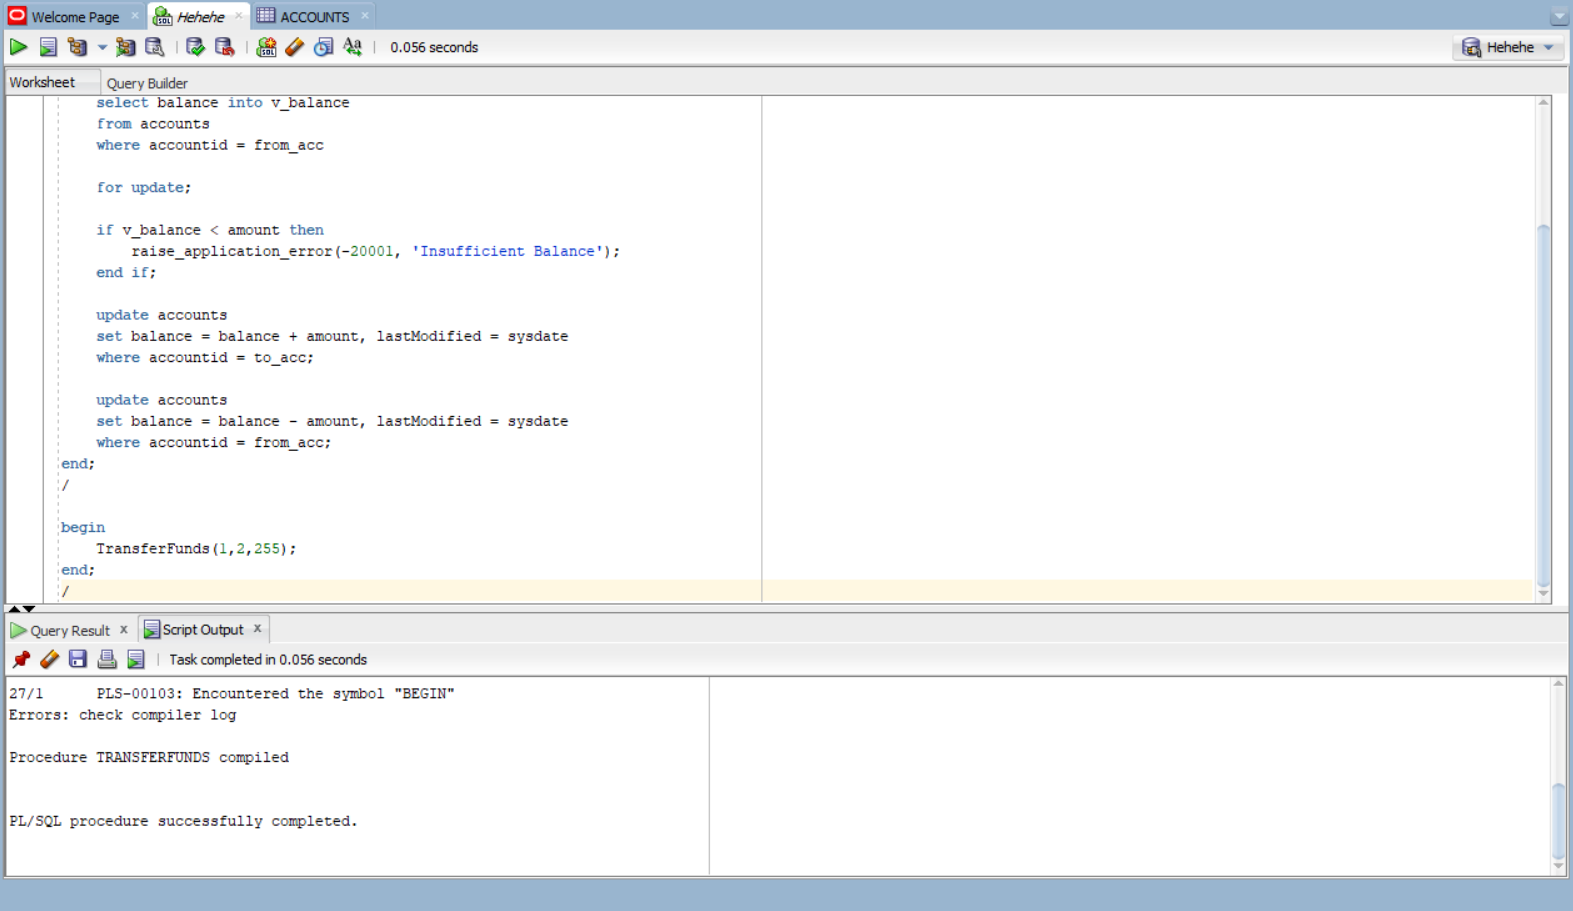 Welcome Page × Hehehe × ACCOUNTS ×
0.056 seconds
Hehehe
Worksheet Query Builder
select balance into v_balance
from accounts
where accountid = from_acc
for update;
if v_balance < amount then
raise_application_error(-20001, 'Insufficient Balance');
end if;
update accounts
set balance = balance + amount, lastModified = sysdate
where accountid = to_acc;
update accounts
set balance = balance - amount, lastModified = sysdate
where accountid = from_acc;
end;
/
begin
TransferFunds(1,2,255);
end;
/
Query Result x Script Output x
Task completed in 0.056 seconds
27/1 PLS-00103: Encountered the symbol "BEGIN"
Errors: check compiler log
Procedure TRANSFERFUNDS compiled
PL/SQL procedure successfully completed.